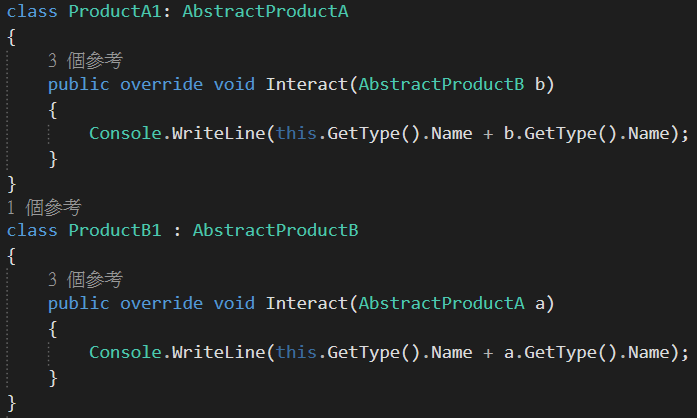 class ProductA1: AbstractProductA
{
3 個參考
public override void Interact(AbstractProductB b)
{
Console.WriteLine(this.GetType().Name + b.GetType().Name);
}
}
1 個參考
class ProductB1 : AbstractProductB
{
3 個參考
public override void Interact(AbstractProductA a)
{
Console.WriteLine(this.GetType().Name + a.GetType().Name);
}
}